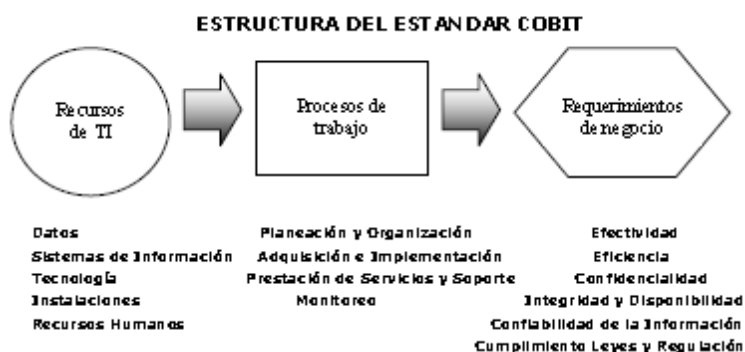 ESTRUCTURA DEL ESTANDAR COBIT
Recursos
de TI
Procesos de
trabajo
Requerimientos
de negocio
Datos
Sistemas de Información
Tecnología
Instalaciones
Recursos Humanos
Planeación y Organización
Adquisición e Implementación
Prestación de Servicios y Soporte
Monitoreo
Efectividad
Eficiencia
Confidencialidad
Integridad y Disponibilidad
Confiabilidad de la Información
Cumplimiento Leyes y Regulación